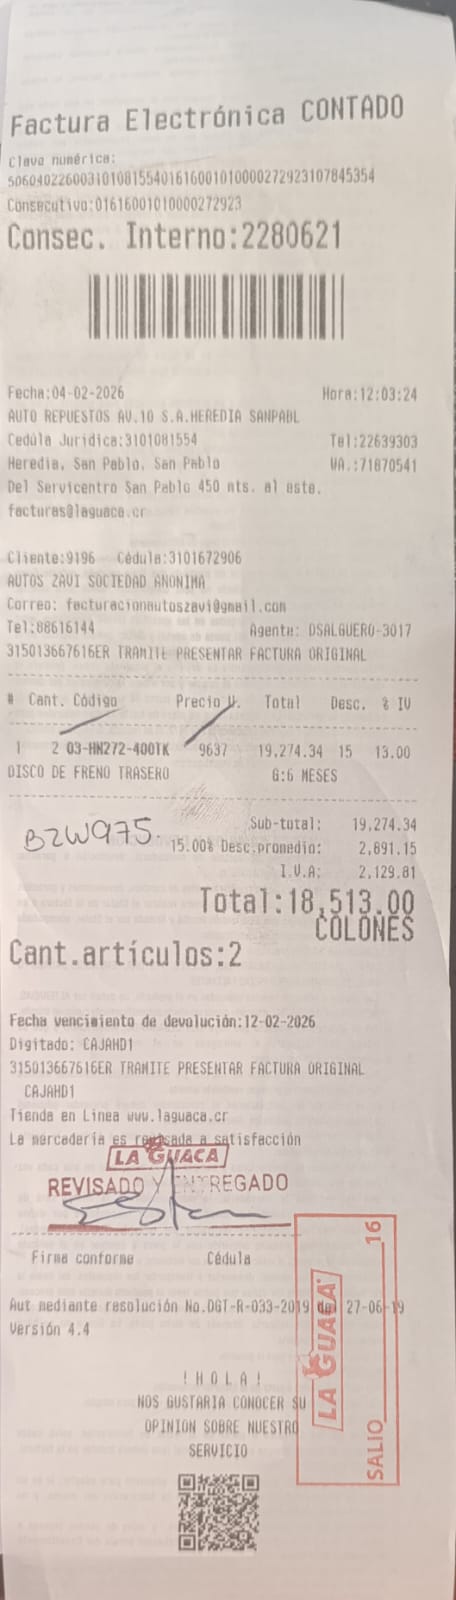 Factura Electrónica CONTADO
Clave numérica:
50604022600310108155401616001010000272923107845354
Consecutivo:01616001010000272923
Consec. Interno:2280621
Fecha:04-02-2026 Hora:12:03:24
AUTO REPUESTOS AV.10 S.A.HEREDIA SANPABL
Cedula Juridica:3101081554 Tel:22639303
Heredia, San Pablo, San Pablo WA.:71870541
Del Servicentro San Pablo 450 mts. al este.
facturas@laguaca.cr
Cliente:9196 Cédula:3101672906
AUTOS ZAVI SOCIEDAD ANONIMA
Correo: facturacionautoszavi@gmail.com
Tel:88616144 Agente: DSALGUERO-3017
315013667616ER TRAMITE PRESENTAR FACTURA ORIGINAL
# Cant. Código Precio U. Total Desc. % IV
1 2 03-HN272-400TK 9637 19,274.34 15 13.00
DISCO DE FRENO TRASERO G:6 MESES
Sub-total: 19,274.34
BZW975. 15.00% Desc.promedio: 2,891.15
I.V.A: 2,129.81
Total:18,513.00
COLONES
Cant.artículos:2
Fecha vencimiento de devolución:12-02-2026
Digitado: CAJAHD1
315013667616ER TRAMITE PRESENTAR FACTURA ORIGINAL
CAJAHD1
Tienda en Linea www.laguaca.cr
La mercadería es revisada a satisfacción
LA GUACA
REVISADO Y ENTREGADO
Firma conforme Cédula
Aut mediante resolución No.DGT-R-033-2019 del 27-06-19
Versión 4.4
!HOLA!
NOS GUSTARIA CONOCER SU
OPINION SOBRE NUESTRO
SERVICIO
LA GUACA
SALIO 16